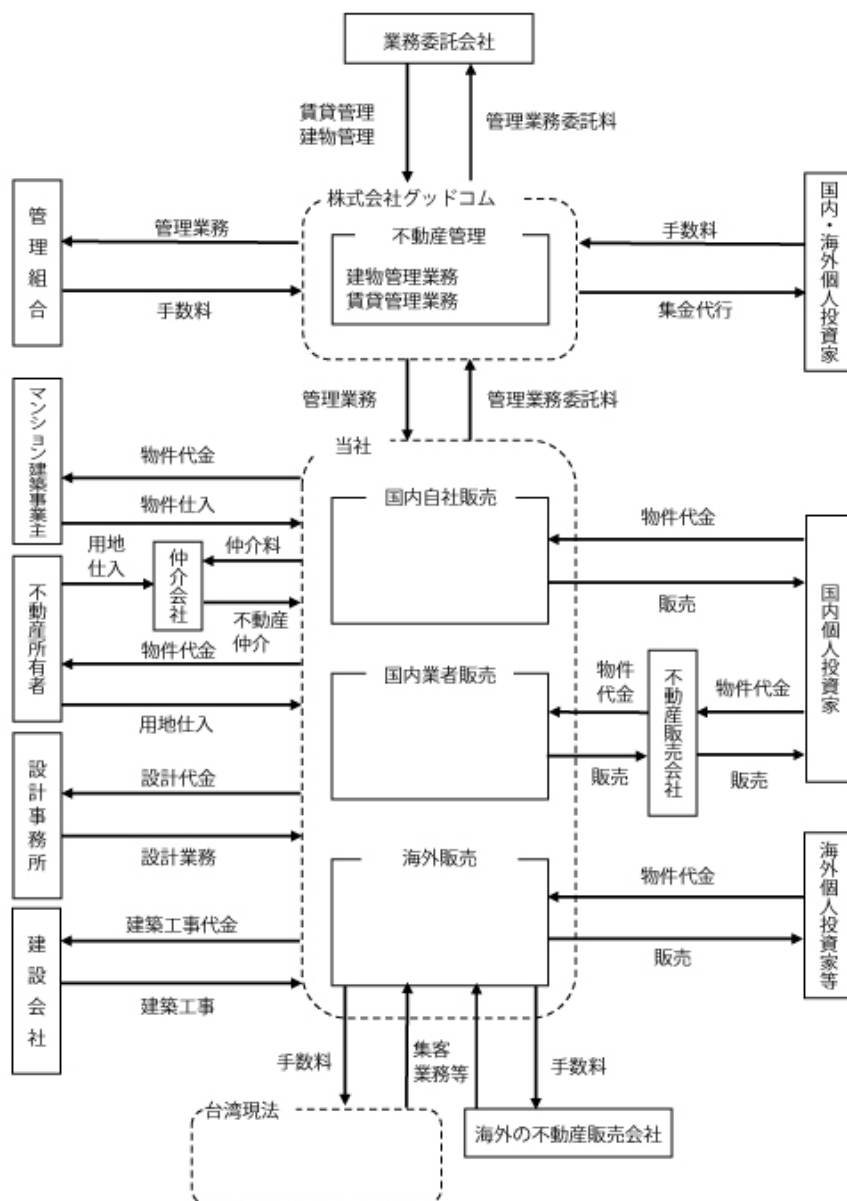 業務委託会社
賃貸管理
建物管理
管理業務委託料
株式会社グッドコム
不動産管理
建物管理業務
賃貸管理業務
管理組合
管理業務
手数料
手数料
集金代行
国内・海外個人投資家
管理業務
管理業務委託料
当社
マンション建築事業主
物件代金
物件仕入
国内自社販売
物件代金
販売
用地
仕入
仲介会社
仲介料
不動産
仲介
不動産所有者
物件代金
用地仕入
国内個人投資家
国内業者販売
物件
代金
販売
不動産販売会社
物件代金
販売
設計事務所
設計代金
設計業務
海外販売
物件代金
販売
海外個人投資家等
建設会社
建築工事代金
建築工事
手数料
集客
業務等
手数料
台湾現法
海外の不動産販売会社